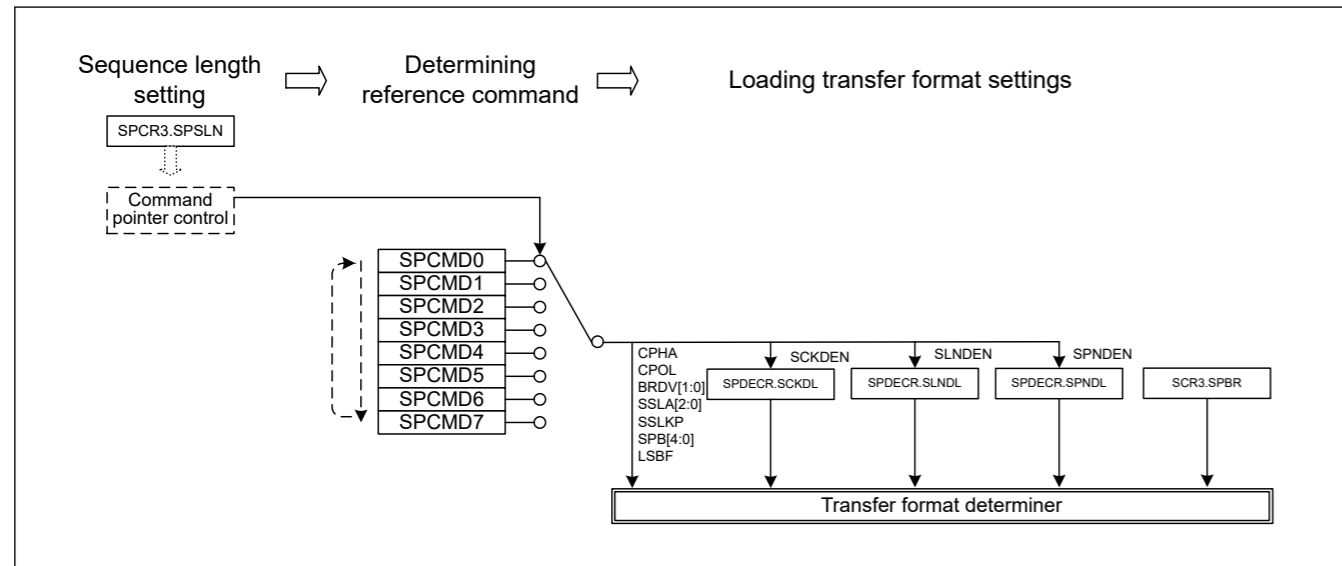 Sequence length
setting
Determining
reference command
Loading transfer format settings
SPCR3.SPSLN
Command
pointer control
SPCMD0
SPCMD1
SPCMD2
SPCMD3
SPCMD4
SPCMD5
SPCMD6
SPCMD7
CPHA
CPOL
BRDV[1:0]
SSLA[2:0]
SSLKP
SPB[4:0]
LSBF
SCKDEN
SPDECR.SCKDL
SLNDEN
SPDECR.SLNDL
SPNDEN
SPDECR.SPNDL
SCR3.SPBR
Transfer format determiner